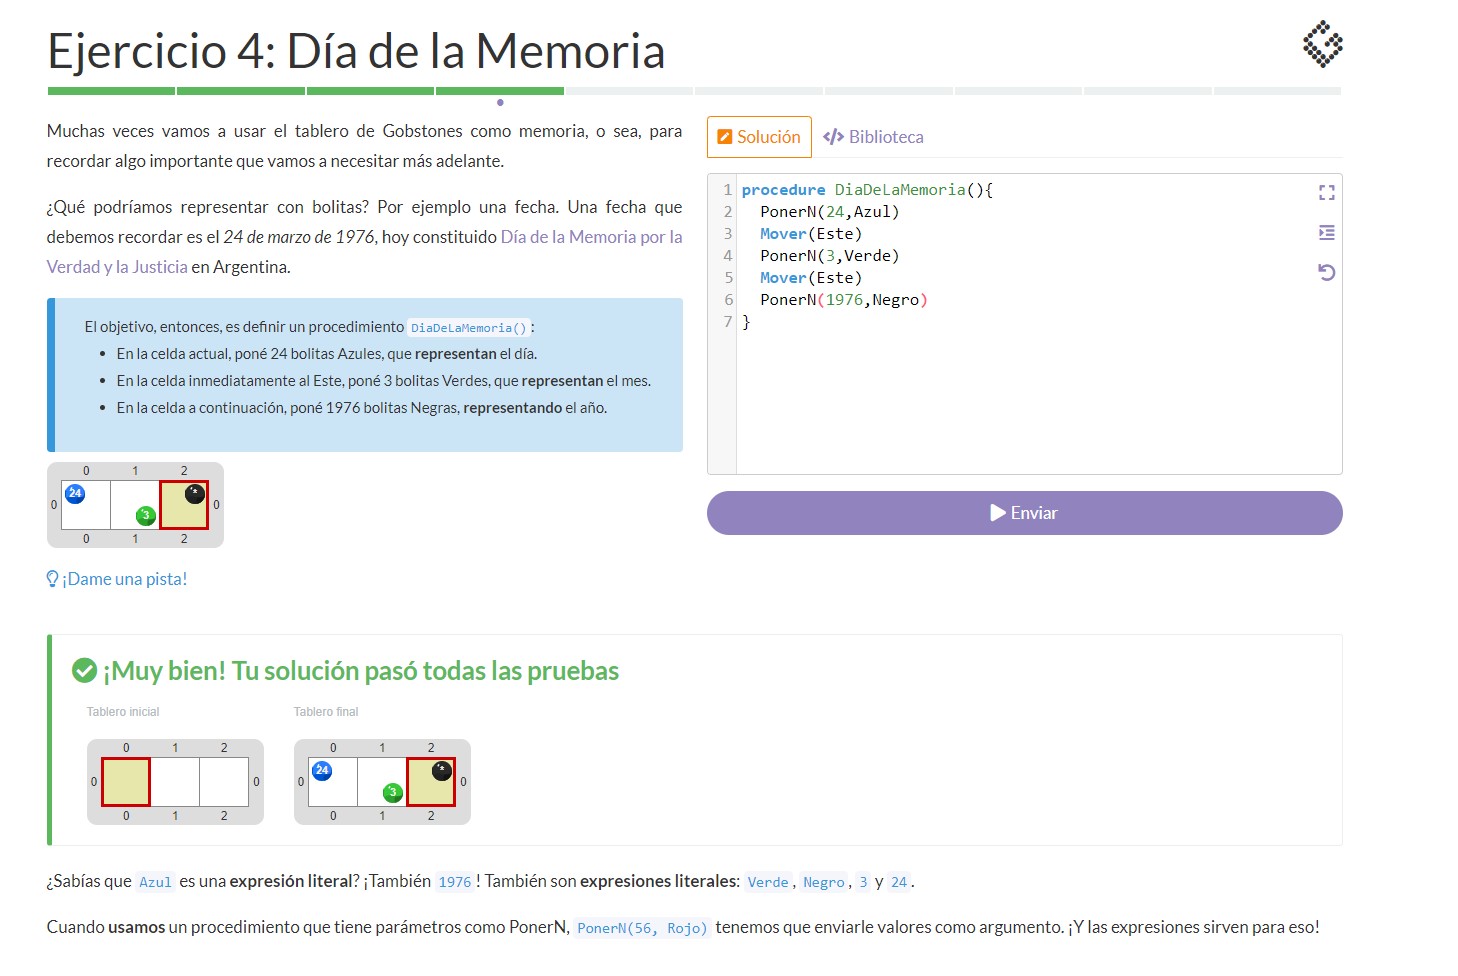 Ejercicio 4: Día de la Memoria
Muchas veces vamos a usar el tablero de Gobstones como memoria, o sea, para
recordar algo importante que vamos a necesitar más adelante.
¿Qué podríamos representar con bolitas? Por ejemplo una fecha. Una fecha que
debemos recordar es el 24 de marzo de 1976, hoy constituido Día de la Memoria por la
Verdad y la Justicia en Argentina.
El objetivo, entonces, es definir un procedimiento DiaDeLaMemoria():
• En la celda actual, poné 24 bolitas Azules, que representan el día.
• En la celda inmediatamente al Este, poné 3 bolitas Verdes, que representan el mes.
• En la celda a continuación, poné 1976 bolitas Negras, representando el año.
0 1 2
24 *
0 0
3
0 1 2
¡Dame una pista!
Solución
Biblioteca
1 procedure DiaDeLaMemoria(){
2 PonerN(24,Azul)
3 Mover(Este)
4 PonerN(3,Verde)
5 Mover(Este)
6 PonerN(1976,Negro)
7 }
Enviar
¡Muy bien! Tu solución pasó todas las pruebas
Tablero inicial
0 1 2
0 0
0 1 2
Tablero final
0 1 2
24 *
0 0
3
0 1 2
¿Sabías que Azul es una expresión literal? ¡También 1976! También son expresiones literales: Verde, Negro, 3 y 24.
Cuando usamos un procedimiento que tiene parámetros como PonerN, PonerN(56, Rojo) tenemos que enviarle valores como argumento. ¡Y las expresiones sirven para eso!